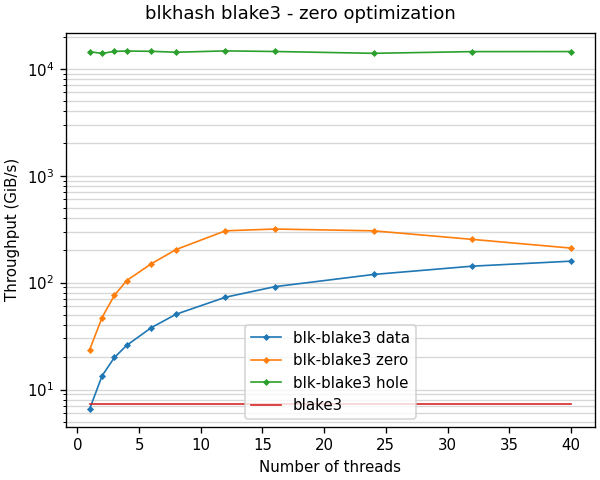 blkhash blake3 - zero optimization
Throughput (GiB/s)
10^4
10^3
10^2
10^1
blk-blake3 data
blk-blake3 zero
blk-blake3 hole
blake3
0 5 10 15 20 25 30 35 40
Number of threads